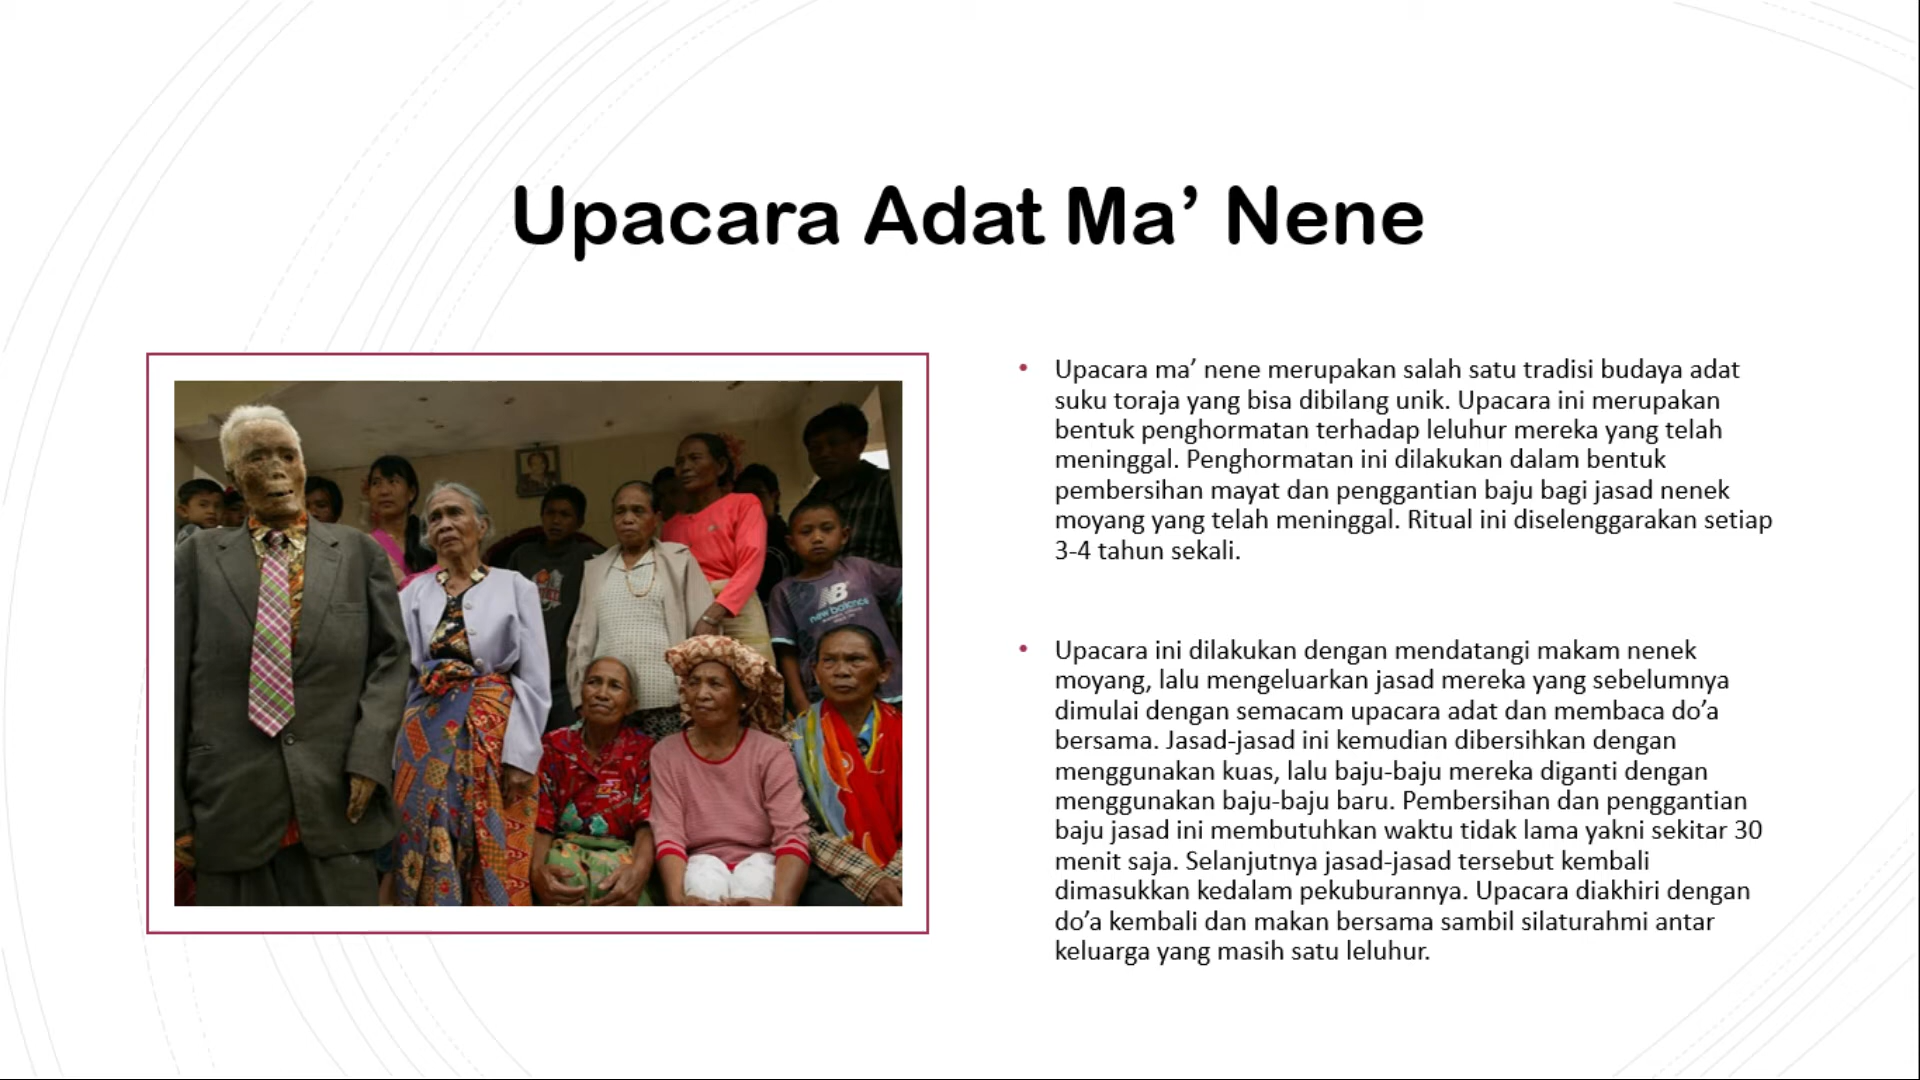 Upacara Adat Ma’ Nene
• Upacara ma’ nene merupakan salah satu tradisi budaya adat
suku toraja yang bisa dibilang unik. Upacara ini merupakan
bentuk penghormatan terhadap leluhur mereka yang telah
meninggal. Penghormatan ini dilakukan dalam bentuk
pembersihan mayat dan penggantian baju bagi jasad nenek
moyang yang telah meninggal. Ritual ini diselenggarakan setiap
3-4 tahun sekali.
• Upacara ini dilakukan dengan mendatangi makam nenek
moyang, lalu mengeluarkan jasad mereka yang sebelumnya
dimulai dengan semacam upacara adat dan membaca do’a
bersama. Jasad-jasad ini kemudian dibersihkan dengan
menggunakan kuas, lalu baju-baju mereka diganti dengan
menggunakan baju-baju baru. Pembersihan dan penggantian
baju jasad ini membutuhkan waktu tidak lama yakni sekitar 30
menit saja. Selanjutnya jasad-jasad tersebut kembali
dimasukkan kedalam pekuburannya. Upacara diakhiri dengan
do’a kembali dan makan bersama sambil silaturahmi antar
keluarga yang masih satu leluhur.
NB
new balance